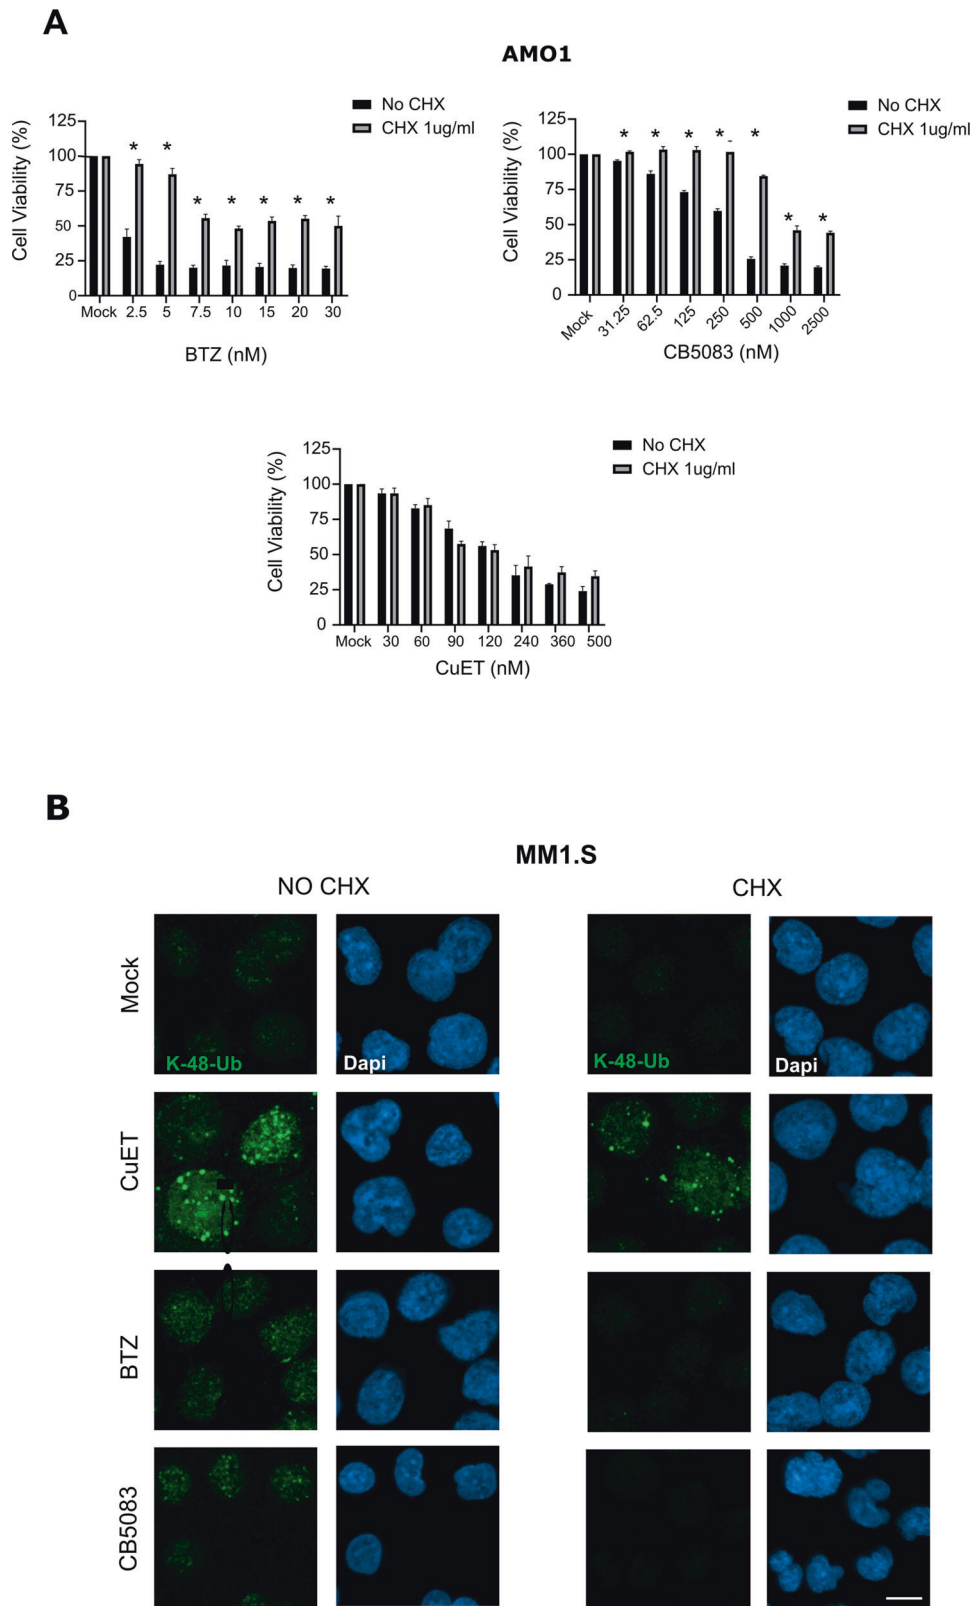 A
AMO1
No CHX
CHX 1ug/ml
Cell Viability (%)
125
100
75
50
25
0
* * * * * * *
Mock 2.5 5 7.5 10 15 20 30
BTZ (nM)
No CHX
CHX 1ug/ml
Cell Viability (%)
125
100
75
50
25
0
* * * * * * *
Mock 31.25 62.5 125 250 500 1000 2500
CB5083 (nM)
No CHX
CHX 1ug/ml
Cell Viability (%)
125
100
75
50
25
0
Mock 30 60 90 120 240 360 500
CuET (nM)
B
MM1.S
NO CHX CHX
Mock
K-48-Ub Dapi K-48-Ub Dapi
CuET
BTZ
CB5083